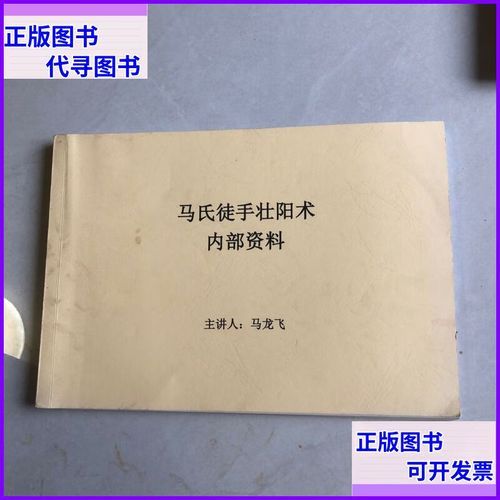 正版图书
代寻图书
马氏徒手壮阳术
内部资料
主讲人：马龙飞
正版图书
可开发票